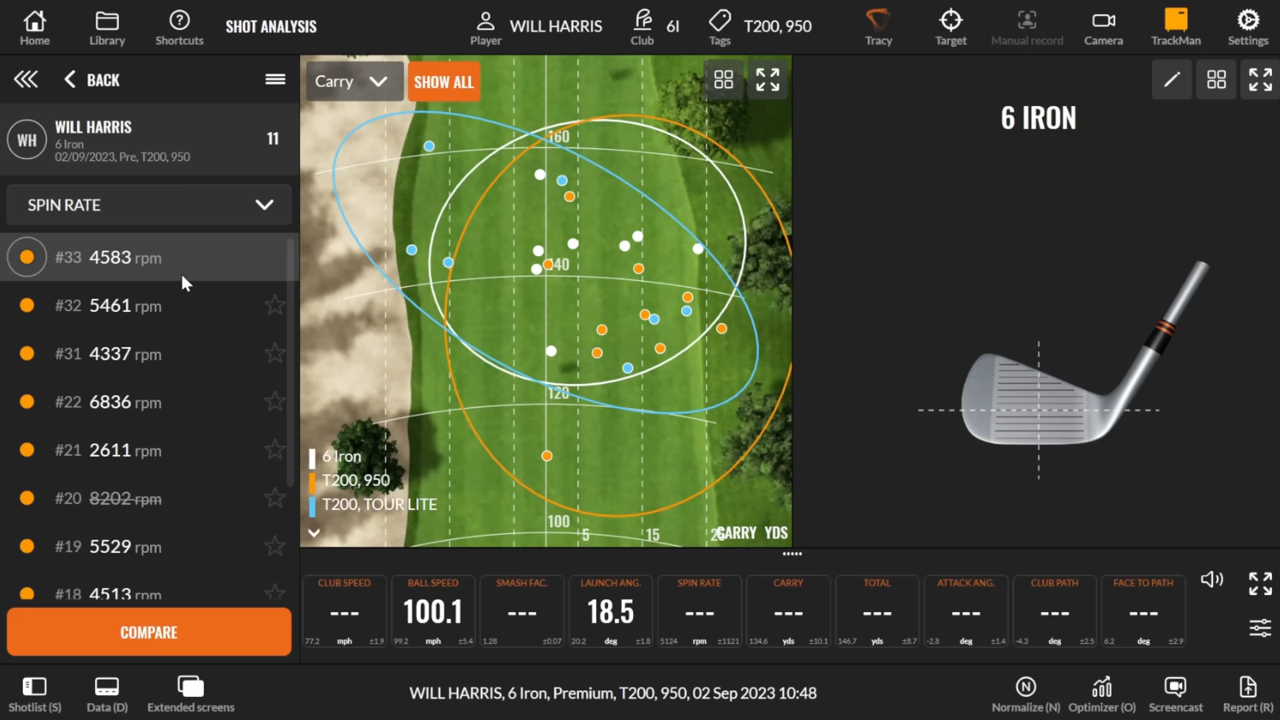 Home
Library
Shortcuts
SHOT ANALYSIS
Player
WILL HARRIS
Club
6I
Tags
T200, 950
Tracy
Target
Manual record
Camera
TrackMan
Settings
BACK
WH
WILL HARRIS
6 Iron
02/09/2023, Pre, T200, 950
11
SPIN RATE
#33 4583 rpm
#32 5461 rpm
#31 4337 rpm
#22 6836 rpm
#21 2611 rpm
#20 8202 rpm
#19 5529 rpm
#18 4513 rpm
COMPARE
Carry
SHOW ALL
160
140
120
100
5
15
6 Iron
T200, 950
T200, TOUR LITE
CARRY YDS
6 IRON
CLUB SPEED
---
77.2 mph ±1.9
BALL SPEED
100.1
99.2 mph ±5.4
SMASH FAC.
---
1.28 ±0.07
LAUNCH ANG.
18.5
20.2 deg ±1.8
SPIN RATE
---
5124 rpm ±1121
CARRY
---
134.6 yds ±10.1
TOTAL
---
146.7 yds ±8.7
ATTACK ANG.
---
-2.8 deg ±1.4
CLUB PATH
---
-4.3 deg ±2.5
FACE TO PATH
---
6.2 deg ±2.9
Shotlist (S)
Data (D)
Extended screens
WILL HARRIS, 6 Iron, Premium, T200, 950, 02 Sep 2023 10:48
N
Normalize (N)
Optimizer (O)
Screencast
Report (R)